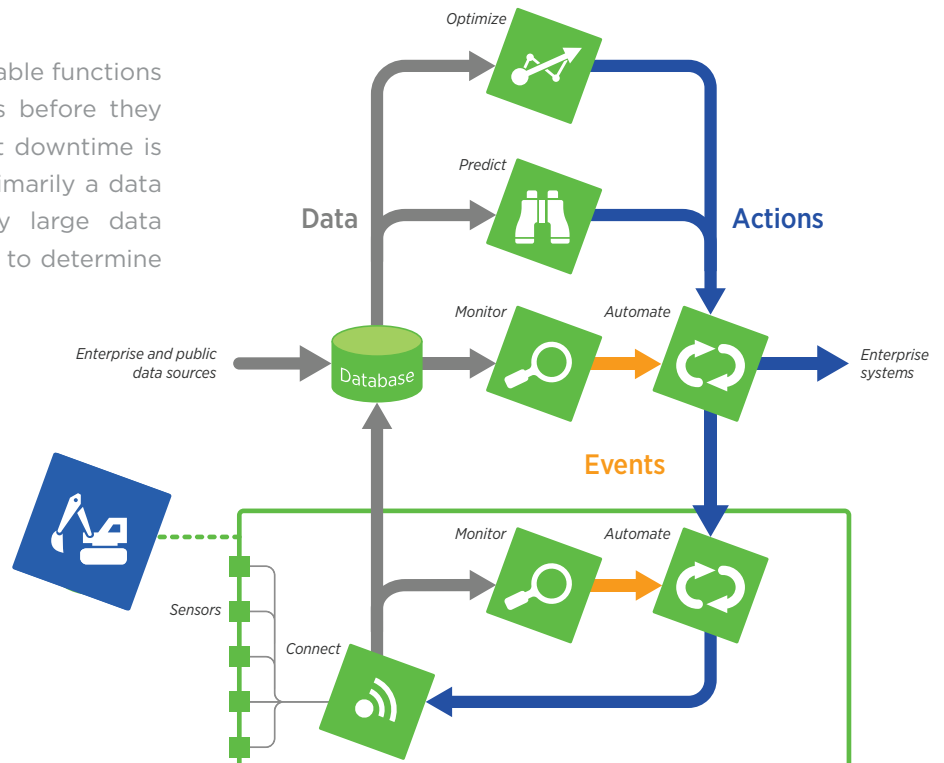 able functions
s before they
t downtime is
imarily a data
y large data
to determine
Optimize
Predict
Data
Actions
Monitor
Automate
Enterprise and public
data sources
Database
Enterprise
systems
Events
Monitor
Automate
Sensors
Connect